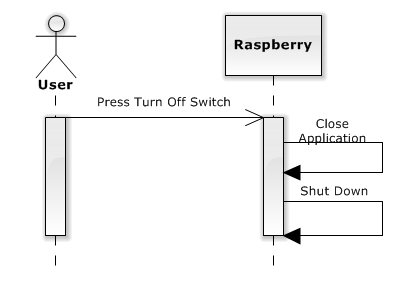 Raspberry
User
Press Turn Off Switch
Close
Application
Shut Down